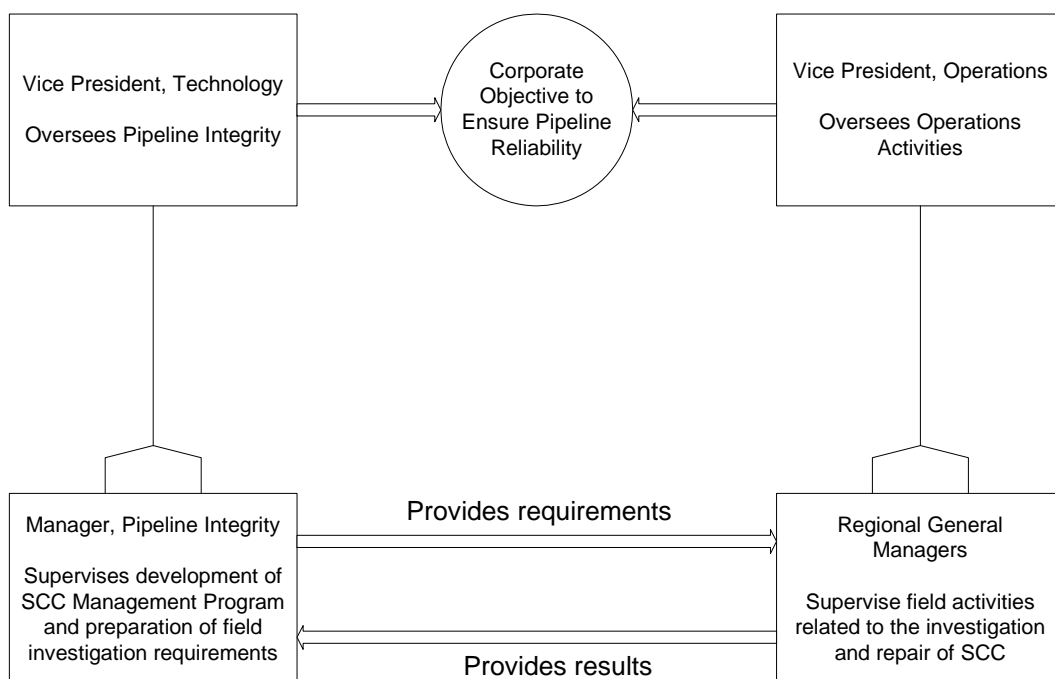 Vice President, Technology
Oversees Pipeline Integrity
Corporate
Objective to
Ensure Pipeline
Reliability
Vice President, Operations
Oversees Operations
Activities
Manager, Pipeline Integrity
Supervises development of
SCC Management Program
and preparation of field
investigation requirements
Provides requirements
Provides results
Regional General
Managers
Supervise field activities
related to the investigation
and repair of SCC